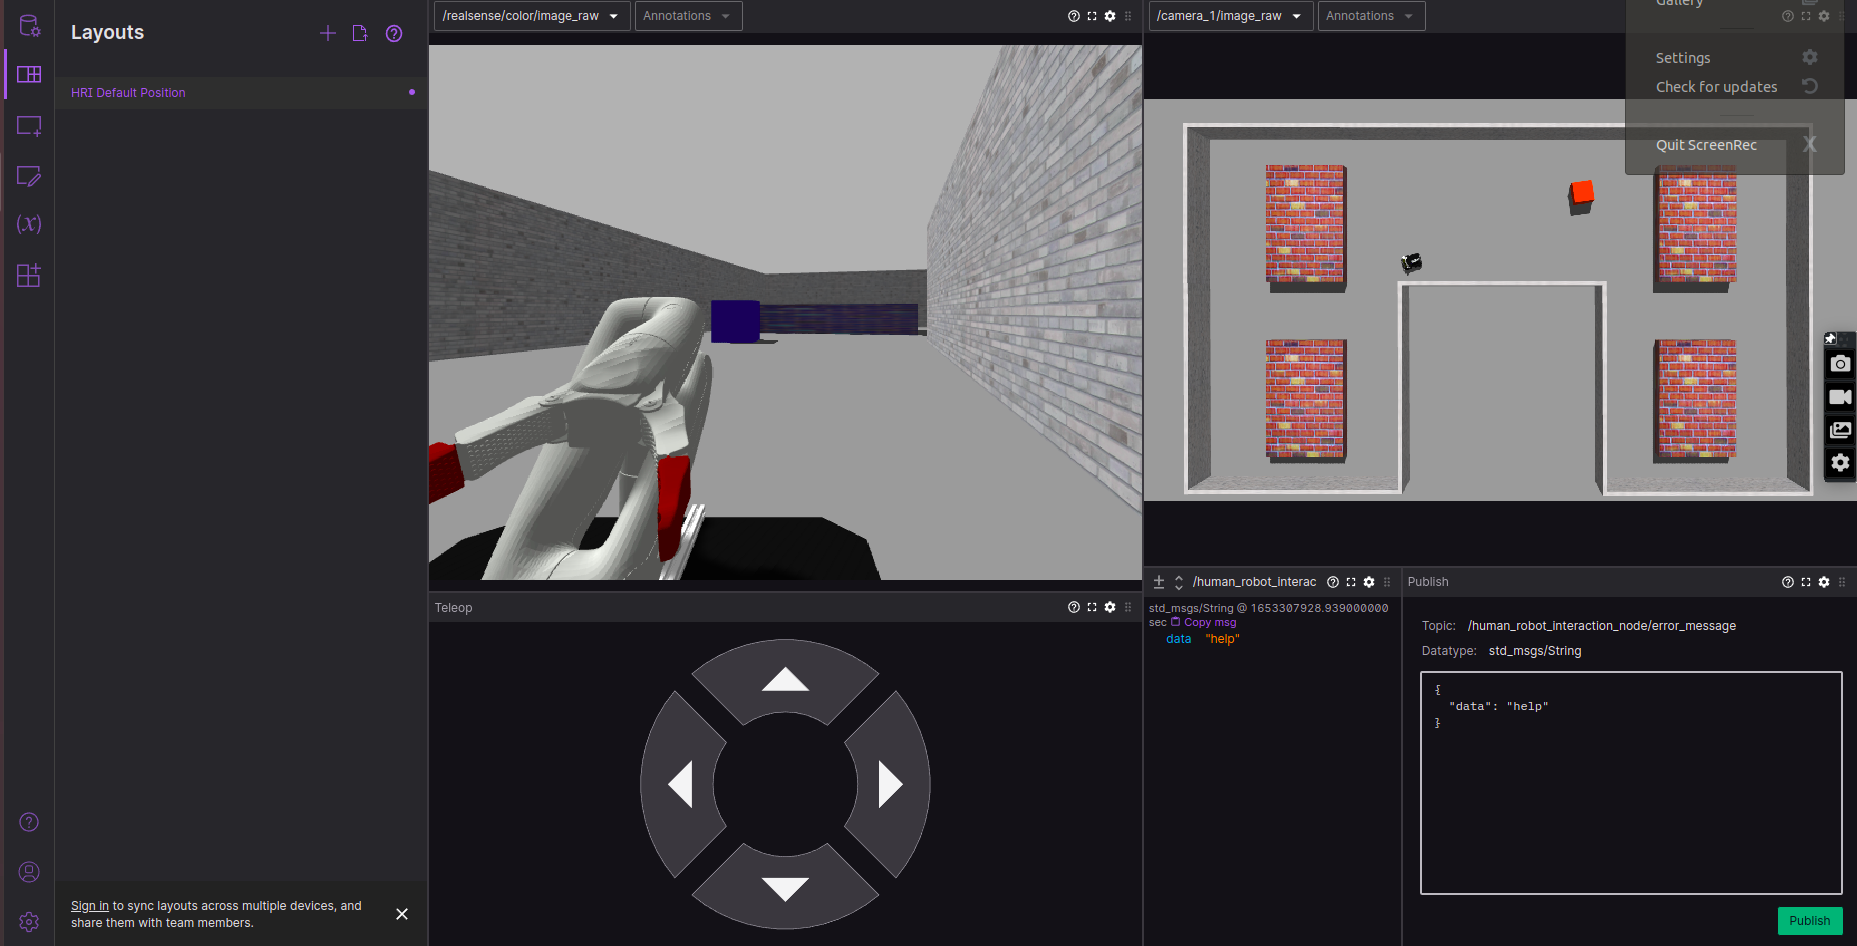 Layouts
HRI Default Position
Sign in to sync layouts across multiple devices, and
share them with team members.
/realsense/color/image_raw
Annotations
/camera_1/image_raw
Annotations
Gallery
Settings
Check for updates
Quit ScreenRec
X
Teleop
/human_robot_interac
std_msgs/String @ 1653307928.939000000
sec Copy msg
data "help"
Publish
Topic: /human_robot_interaction_node/error_message
Datatype: std_msgs/String
{
"data": "help"
}
Publish